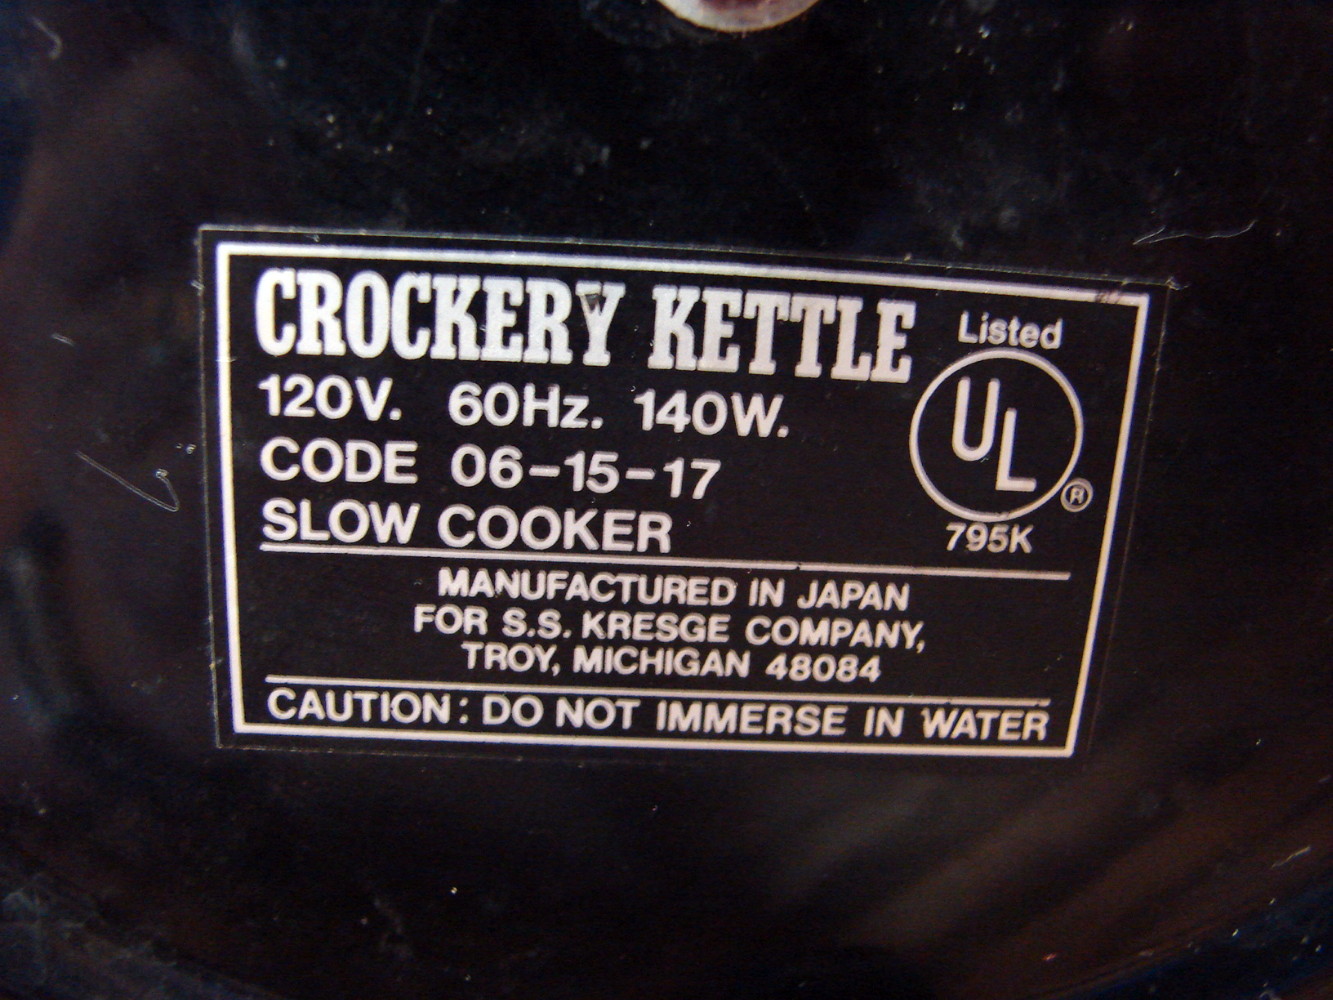 CROCKERY KETTLE
120V. 60Hz. 140W.
CODE 06-15-17
SLOW COOKER
Listed
UL®
795K
MANUFACTURED IN JAPAN
FOR S.S. KRESGE COMPANY,
TROY, MICHIGAN 48084
CAUTION: DO NOT IMMERSE IN WATER